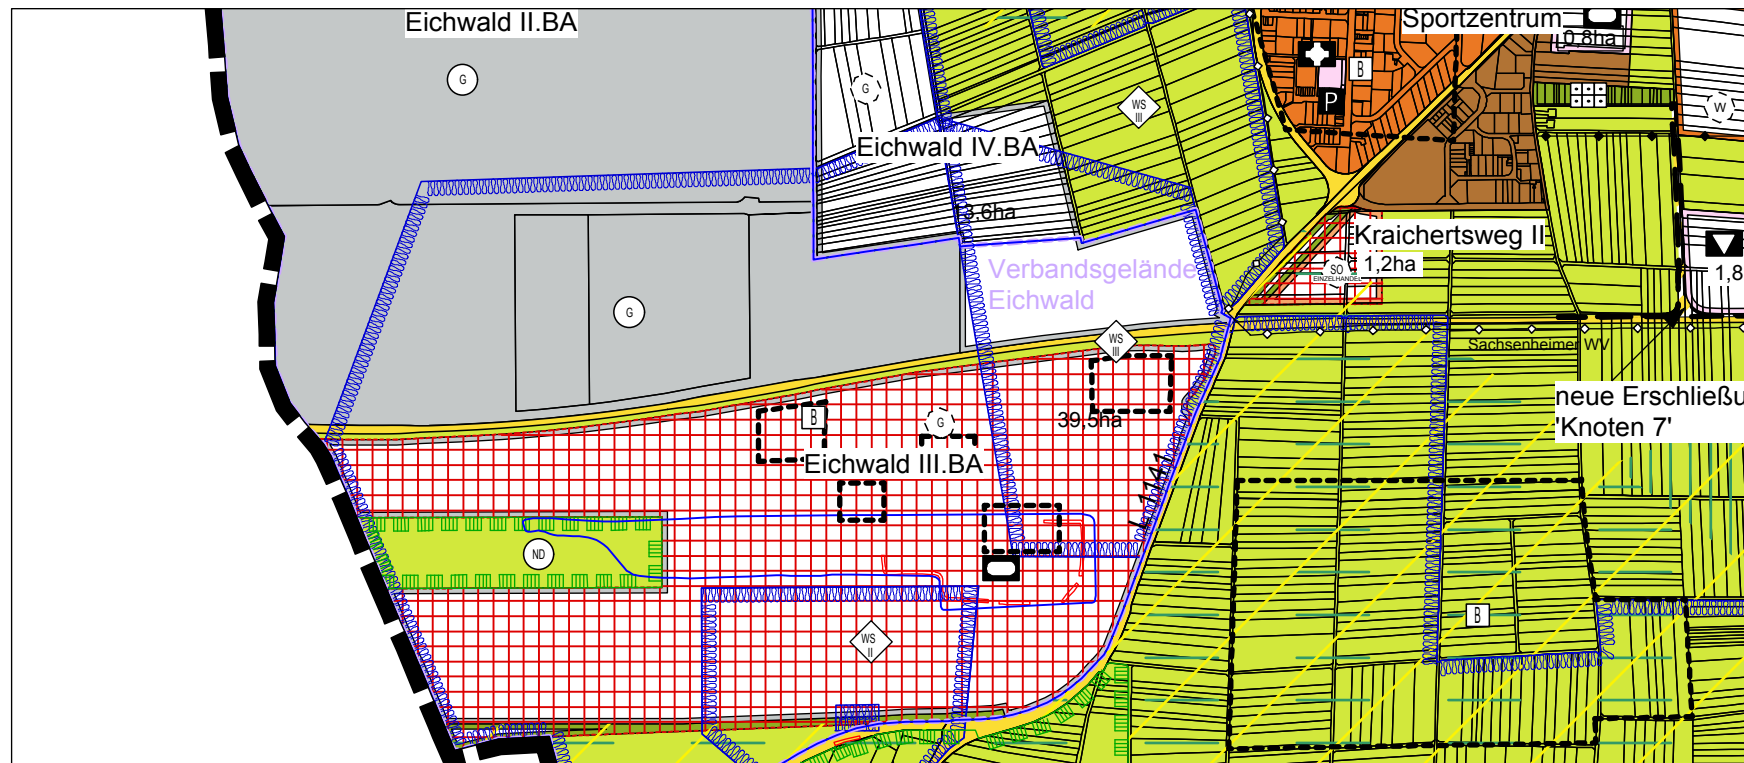 Eichwald II.BA
Sportzentrum
0,8ha
G
G
B
P
WS
III
W
Eichwald IV.BA
3,6ha
Kraichertsweg II
1,2ha
SO
EINZELHANDEL
Verbandsgelände
Eichwald
1,8
G
WS
III
Sachsenheimer WV
neue Erschließu
'Knoten 7'
B
G
39,5ha
Eichwald III.BA
L 1141
ND
B
WS
II